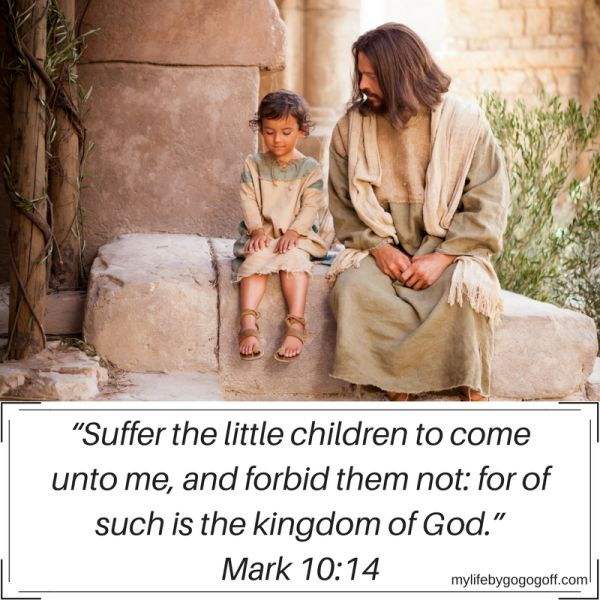 “Suffer the little children to come
unto me, and forbid them not: for of
such is the kingdom of God.”
Mark 10:14
mylifebygogogoff.com